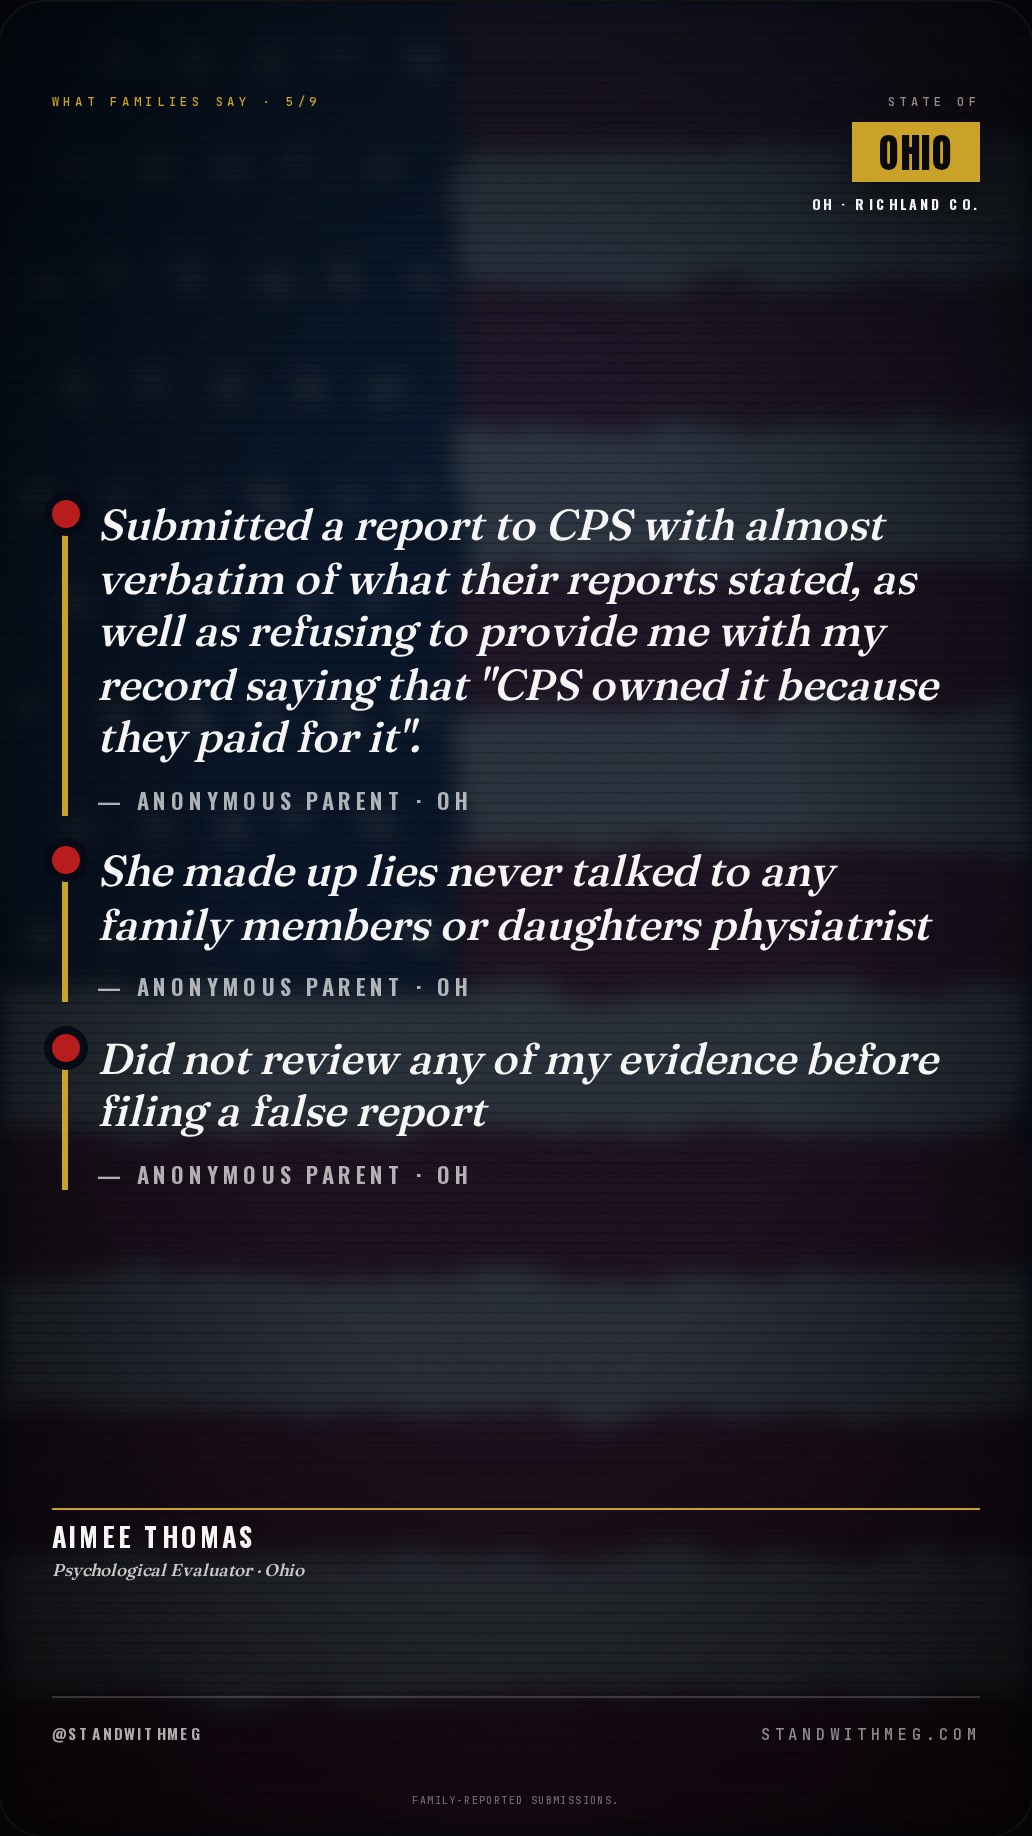 WHAT FAMILIES SAY · 5/9
STATE OF
OHIO
OH · RICHLAND CO.
Submitted a report to CPS with almost
verbatim of what their reports stated, as
well as refusing to provide me with my
record saying that "CPS owned it because
they paid for it".
— ANONYMOUS PARENT · OH
She made up lies never talked to any
family members or daughters physiatrist
— ANONYMOUS PARENT · OH
Did not review any of my evidence before
filing a false report
— ANONYMOUS PARENT · OH
AIMEE THOMAS
Psychological Evaluator · Ohio
@STANDWITHMEG
STANDWITHMEG.COM
FAMILY-REPORTED SUBMISSIONS.